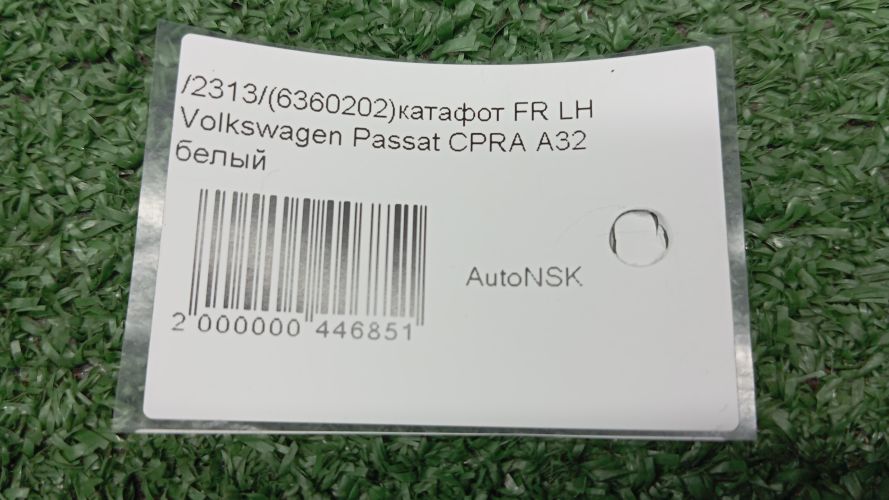 /2313/(6360202)катафот FR LH
Volkswagen Passat CPRA A32
белый
AutoNSK
2 000000 446851